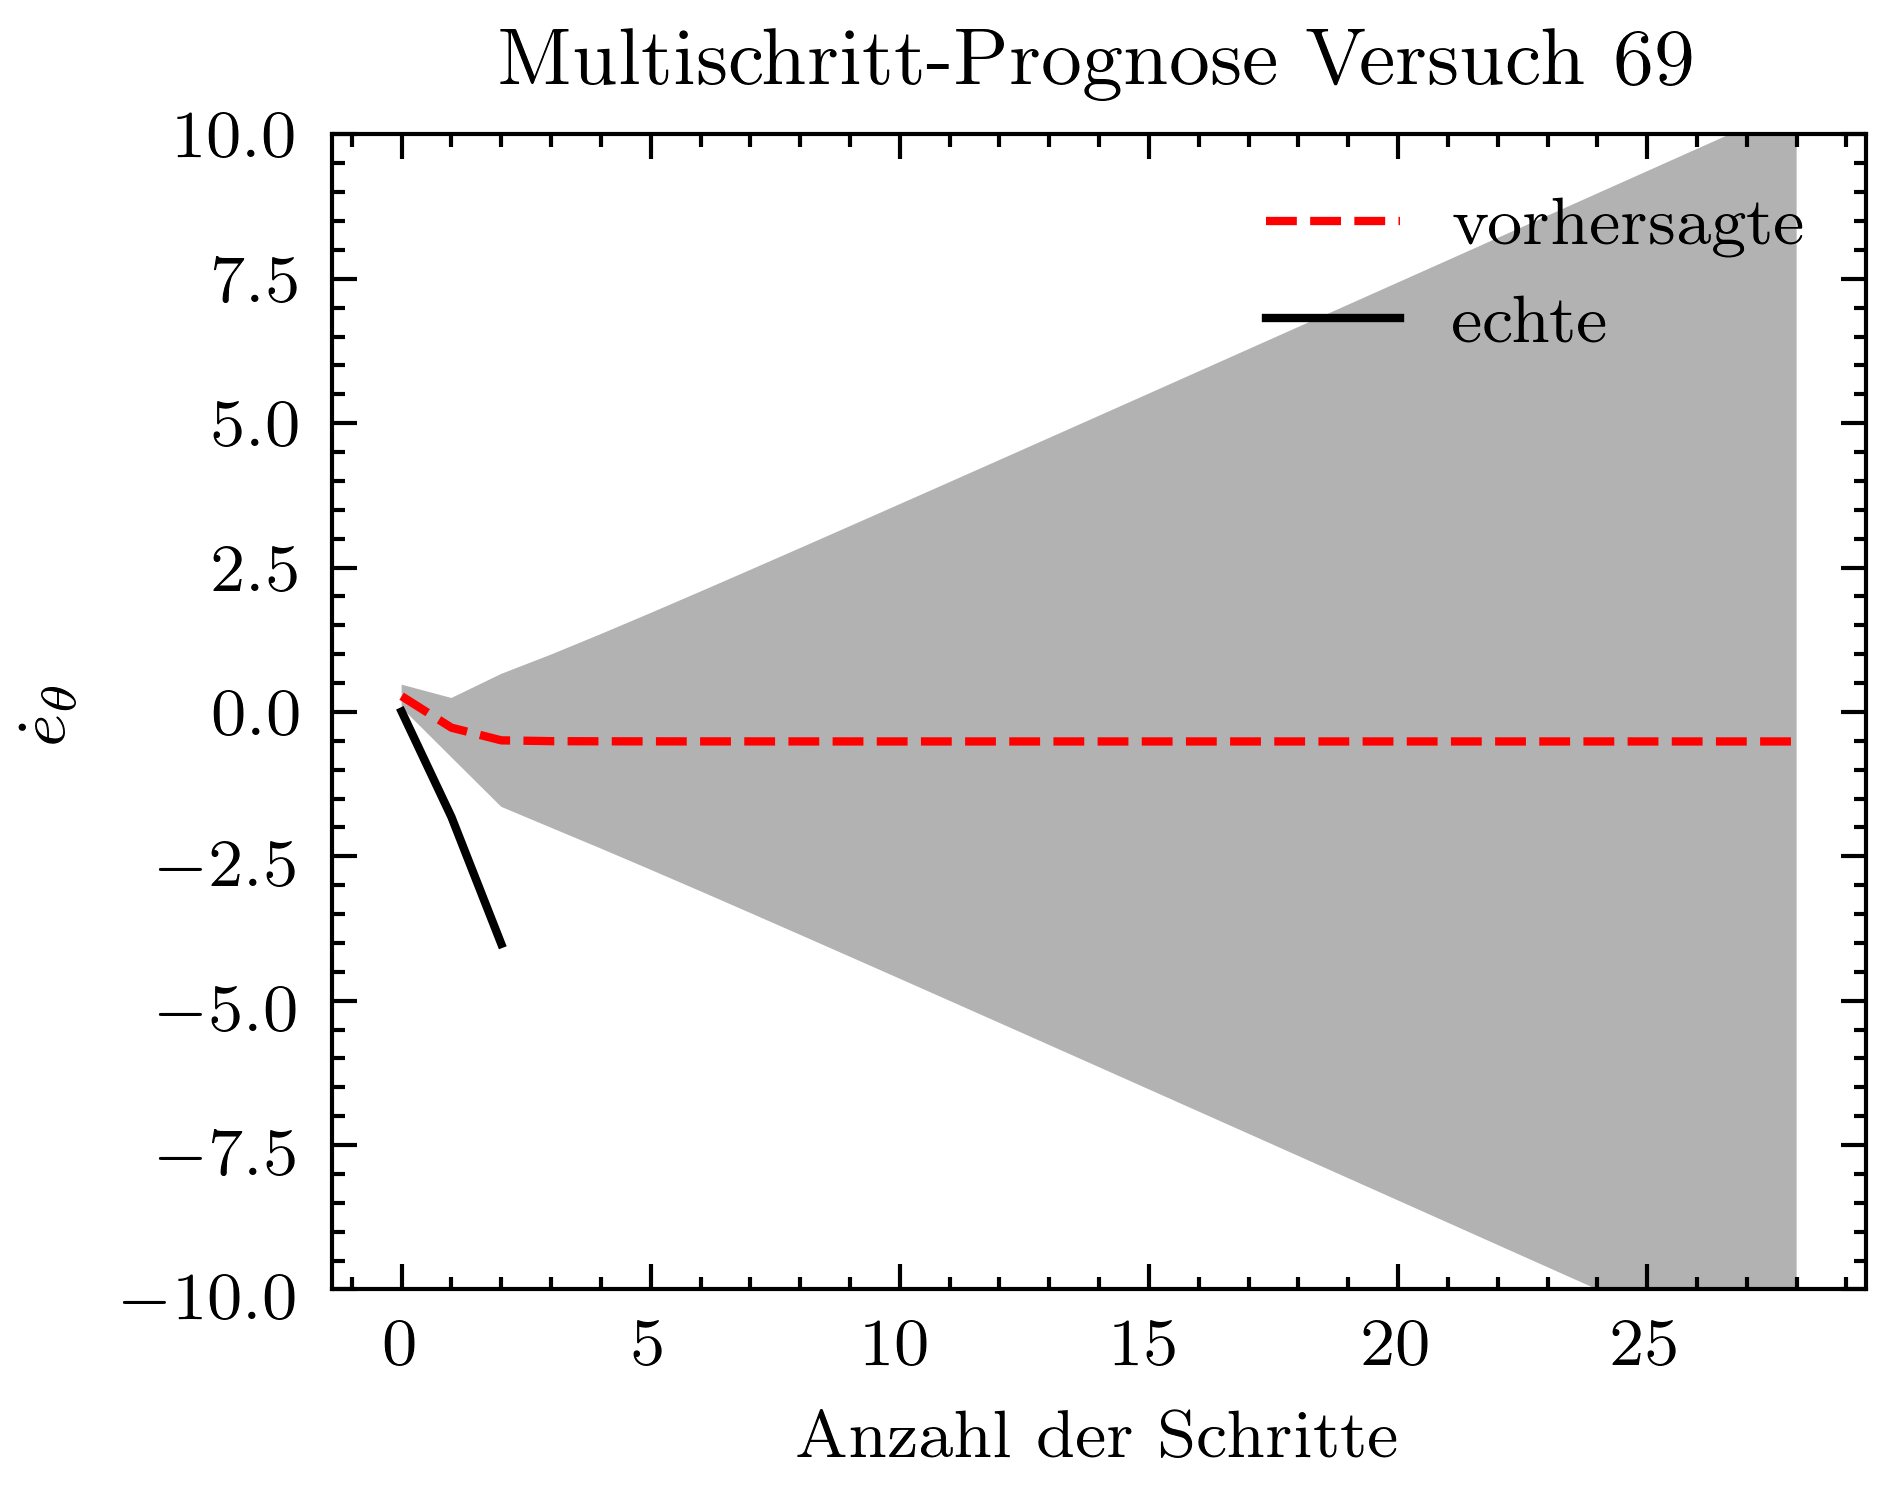 Multischritt-Prognose Versuch 69
10.0
7.5
5.0
2.5
0.0
−2.5
−5.0
−7.5
−10.0
ė_θ
vorhersagte
echte
0 5 10 15 20 25
Anzahl der Schritte